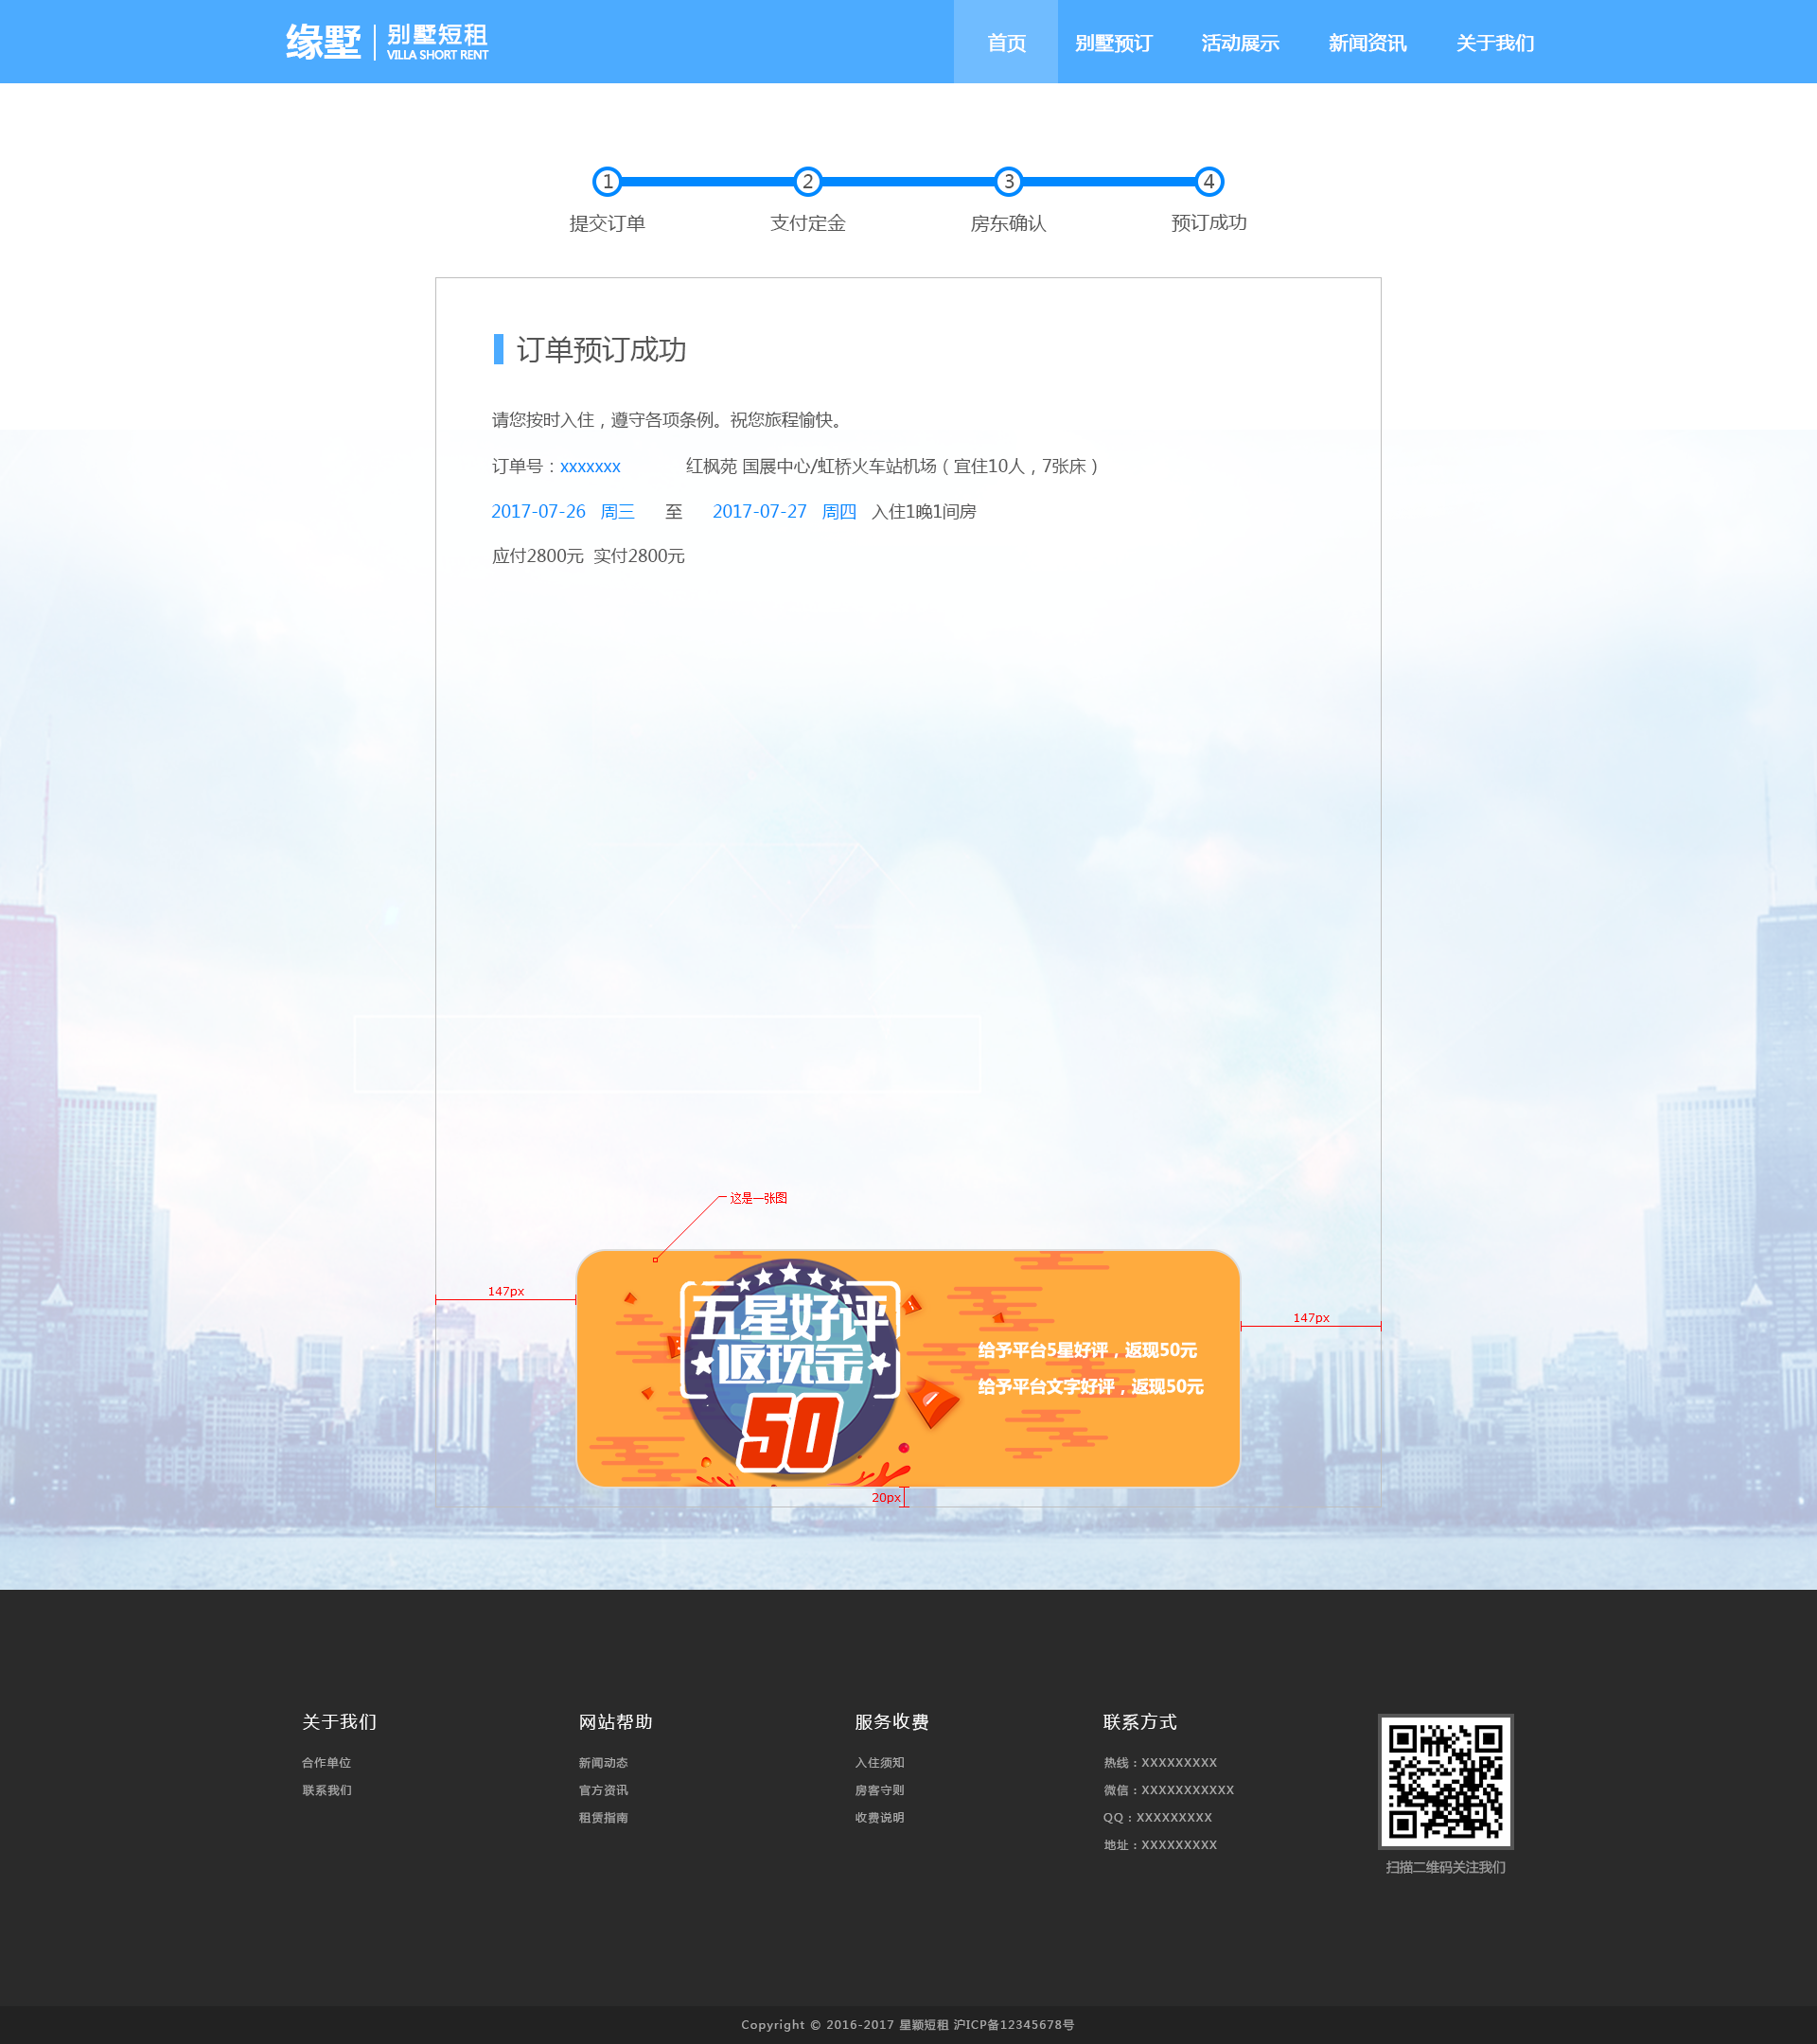 缘墅 别墅短租 VILLA SHORT RENT
首页 别墅预订 活动展示 新闻资讯 关于我们
1 2 3 4
提交订单 支付定金 房东确认 预订成功
订单预订成功
请您按时入住，遵守各项条例。祝您旅程愉快。
订单号：xxxxxxx 红枫苑 国展中心/虹桥火车站机场（宜住10人，7张床）
2017-07-26 周三 至 2017-07-27 周四 入住1晚1间房
应付2800元 实付2800元
这是一张图
147px
147px
五星好评
返现金
50
给予平台5星好评，返现50元
给予平台文字好评，返现50元
20px
关于我们
合作单位
联系我们
网站帮助
新闻动态
官方资讯
租赁指南
服务收费
入住须知
房客守则
收费说明
联系方式
热线：XXXXXXXXX
微信：XXXXXXXXXXX
QQ：XXXXXXXXX
地址：XXXXXXXXX
扫描二维码关注我们
Copyright © 2016-2017 星颖短租 沪ICP备12345678号